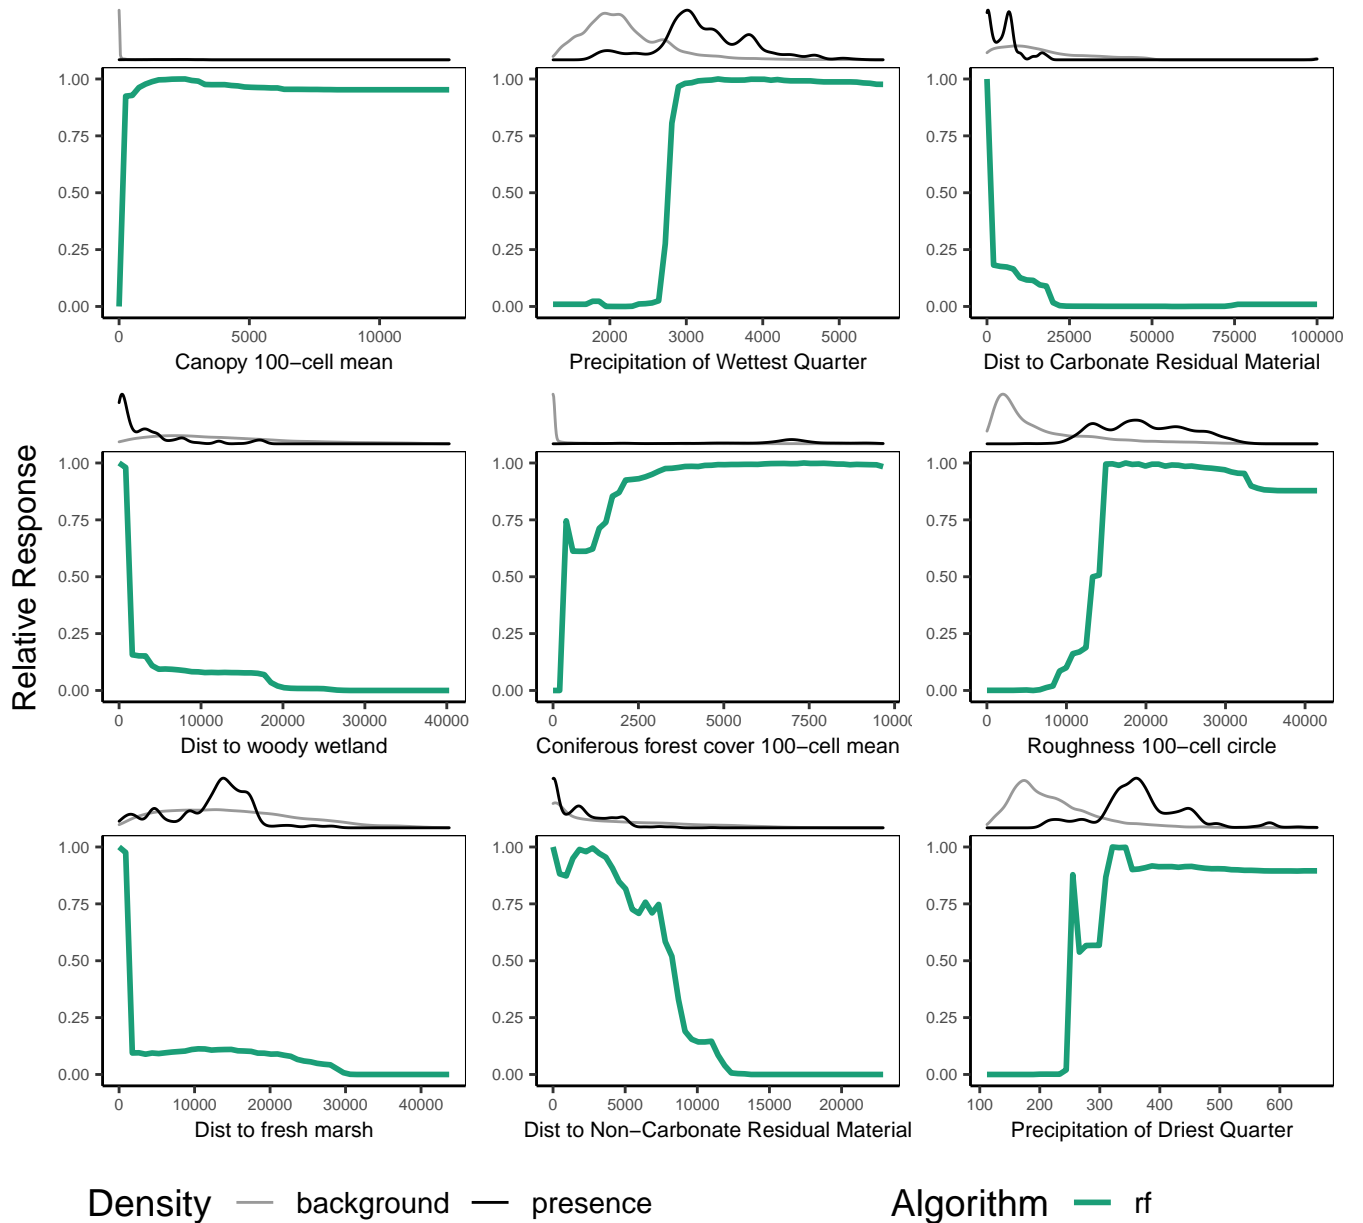 1.00
0.75
0.50
0.25
0.00
0 5000 10000
Canopy 100−cell mean
1.00
0.75
0.50
0.25
0.00
2000 3000 4000 5000
Precipitation of Wettest Quarter
1.00
0.75
0.50
0.25
0.00
0 25000 50000 75000 100000
Dist to Carbonate Residual Material
Relative Response
1.00
0.75
0.50
0.25
0.00
0 10000 20000 30000 40000
Dist to woody wetland
1.00
0.75
0.50
0.25
0.00
0 2500 5000 7500
Coniferous forest cover 100−cell mean
1.00
0.75
0.50
0.25
0.00
0 10000 20000 30000 40000
Roughness 100−cell circle
1.00
0.75
0.50
0.25
0.00
0 10000 20000 30000 40000
Dist to fresh marsh
1.00
0.75
0.50
0.25
0.00
0 5000 10000 15000 20000
Dist to Non−Carbonate Residual Material
1.00
0.75
0.50
0.25
0.00
100 200 300 400 500 600
Precipitation of Driest Quarter
Density background presence Algorithm rf